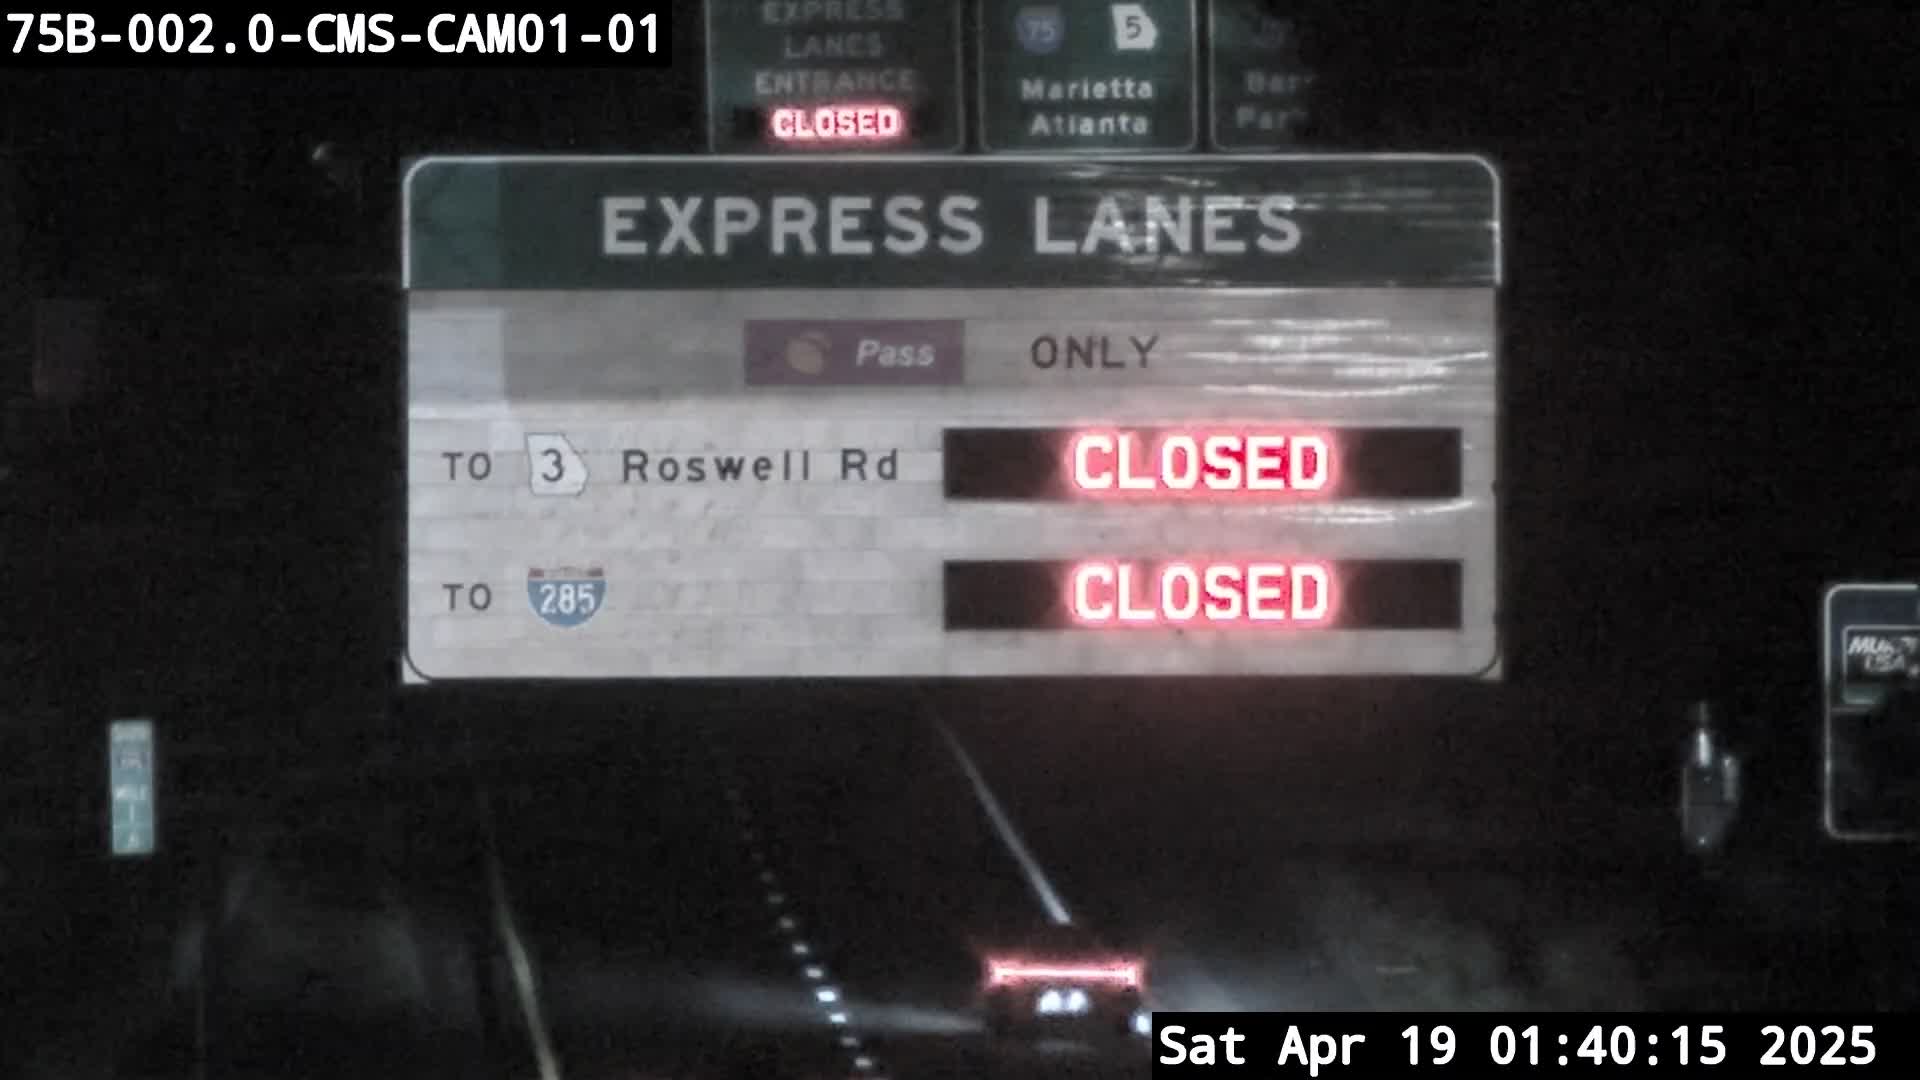 75B-002.0-CMS-CAM01-01
EXPRESS
LANES
ENTRANCE
CLOSED
75 5
Marietta
Atlanta
EXPRESS LANES
Pass ONLY
TO 3 Roswell Rd CLOSED
TO 285 CLOSED
Sat Apr 19 01:40:15 2025